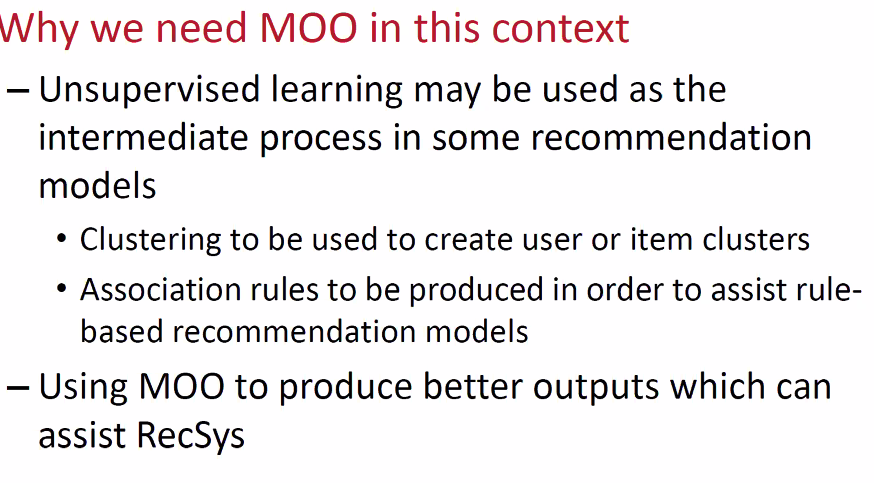 Why we need MOO in this context
– Unsupervised learning may be used as the
intermediate process in some recommendation
models
• Clustering to be used to create user or item clusters
• Association rules to be produced in order to assist rule-
based recommendation models
– Using MOO to produce better outputs which can
assist RecSys